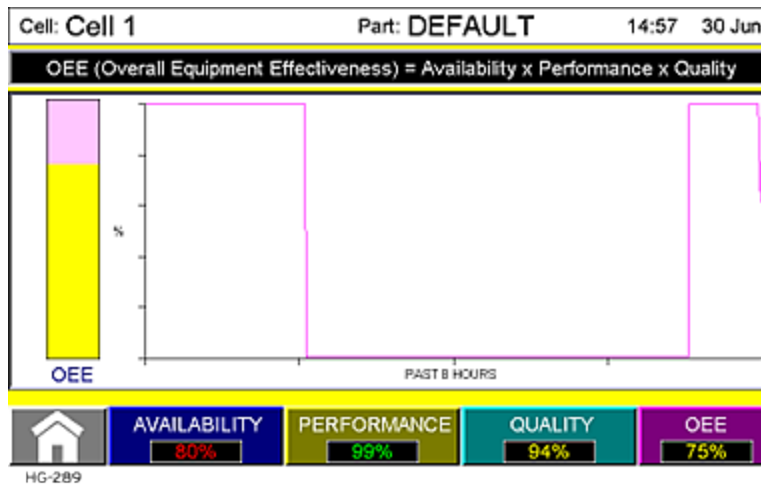 Cell: Cell 1 Part: DEFAULT 14:57 30 Jun
OEE (Overall Equipment Effectiveness) = Availability x Performance x Quality
%
OEE
PAST 8 HOURS
AVAILABILITY PERFORMANCE QUALITY OEE
80% 99% 94% 75%
HG-289